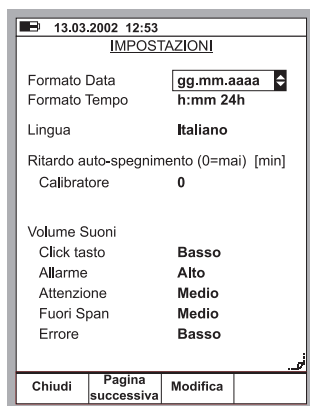 13.03.2002 12:53
IMPOSTAZIONI
Formato Data gg.mm.aaaa
Formato Tempo h:mm 24h
Lingua Italiano
Ritardo auto-spegnimento (0=mai) [min]
Calibratore 0
Volume Suoni
Click tasto Basso
Allarme Alto
Attenzione Medio
Fuori Span Medio
Errore Basso
Chiudi Pagina successiva Modifica